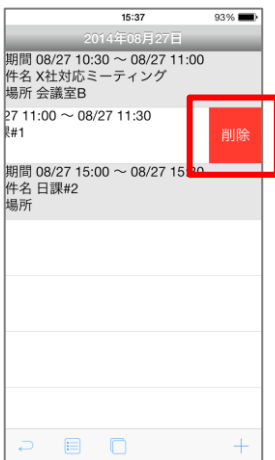 15:37 93%
2014年08月27日
期間 08/27 10:30 ～ 08/27 11:00
件名 X社対応ミーティング
場所 会議室B
27 11:00 ～ 08/27 11:30
課#1
削除
期間 08/27 15:00 ～ 08/27 15:30
件名 日課#2
場所